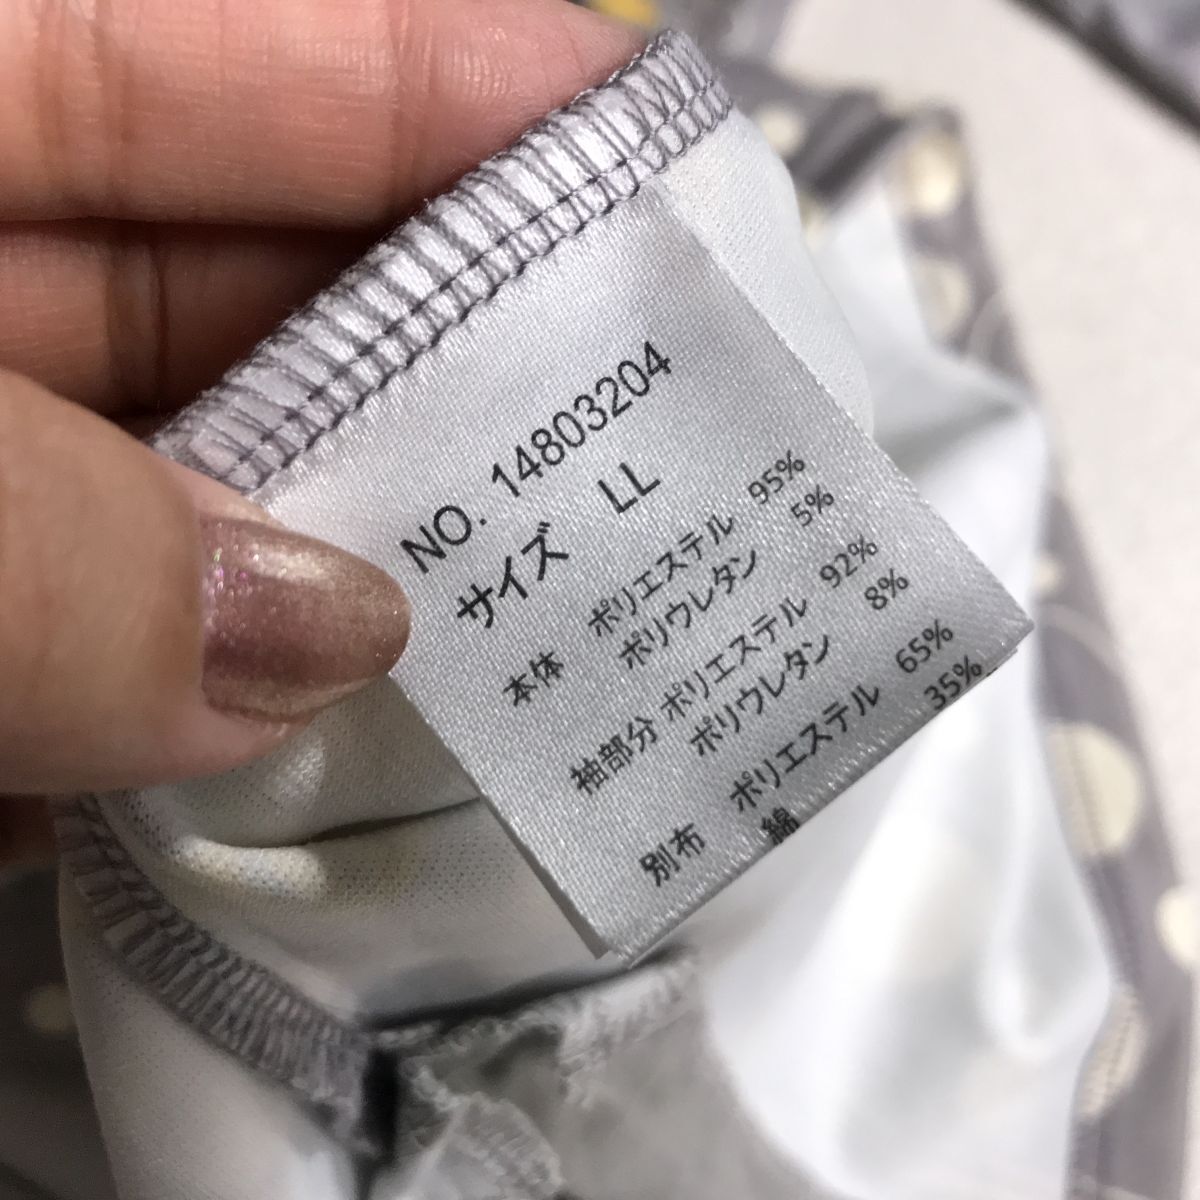 NO. 14803204
サイズ LL
本体 ポリエステル 95%
ポリウレタン 5%
袖部分 ポリエステル 92%
ポリウレタン 8%
別布 ポリエステル 65%
綿 35%